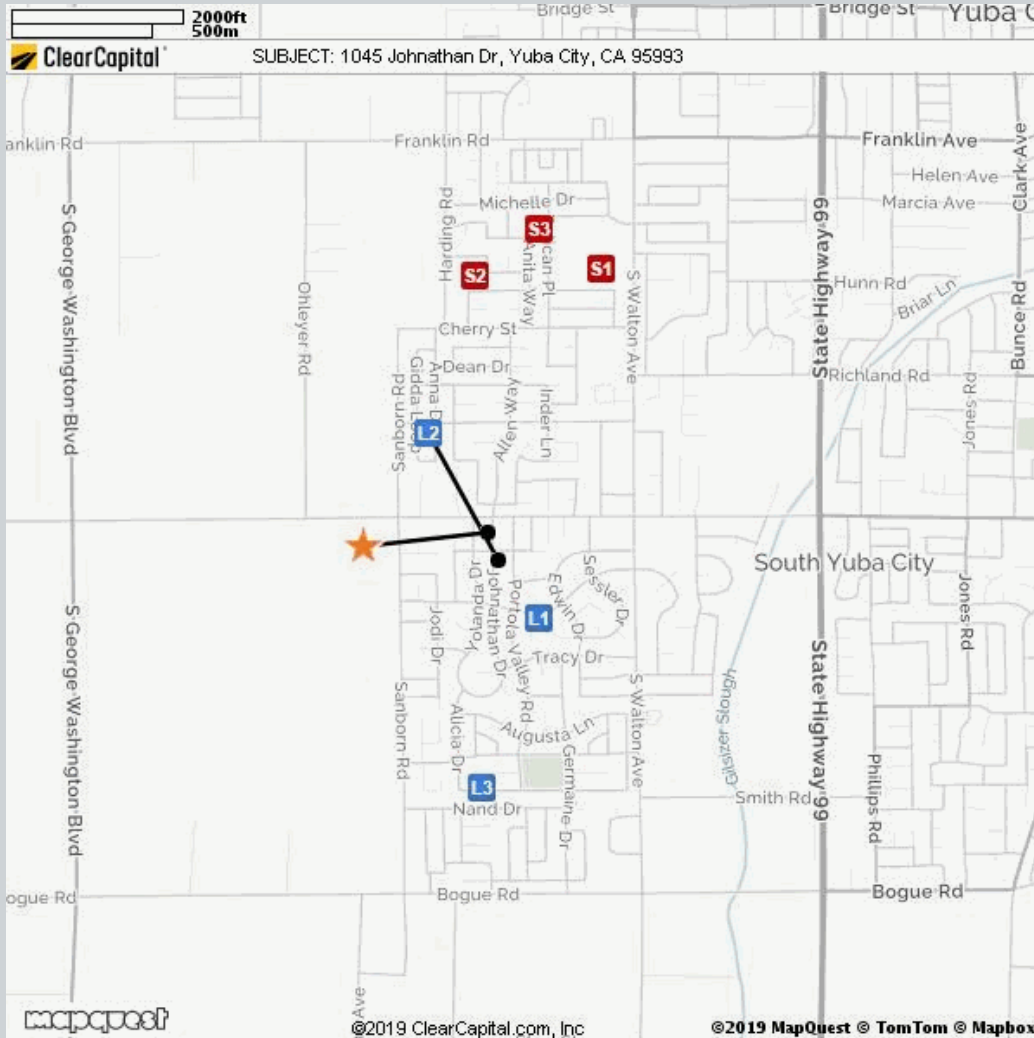 2000ft
500m
Bridge St
Bridge St
Yuba C
ClearCapital
SUBJECT: 1045 Johnathan Dr, Yuba City, CA 95993
anklin Rd
Franklin Rd
Franklin Ave
Clark Ave
Helen Ave
Michelle Dr
Marcia Ave
Harding Rd
S George Washington Blvd
State Highway 99
S3
S2
S1
can Pl
Anita Way
Hunn Rd
Briar Ln
Bunce Rd
Ohleyer Rd
S Walton Ave
Cherry St
Dean Dr
Richland Rd
Jones Rd
Sanborn Rd
Anna D
L2
Allen Way
Inder Ln
South Yuba City
Sessler Dr
Edwin Dr
Yolanda Dr
Johnathan Dr
Portola Valley Rd
L1
Jodi Dr
Tracy Dr
Jones Rd
S George Washington Blvd
State Highway 99
Sanborn Rd
Alicia Dr
Augusta Ln
S Walton Ave
Gilsizer Slough
L3
Nand Dr
Germaine Dr
Smith Rd
Phillips Rd
ogue Rd
Bogue Rd
Bogue Rd
Ave
mapquest
©2019 ClearCapital.com, Inc
©2019 MapQuest © TomTom © Mapbox